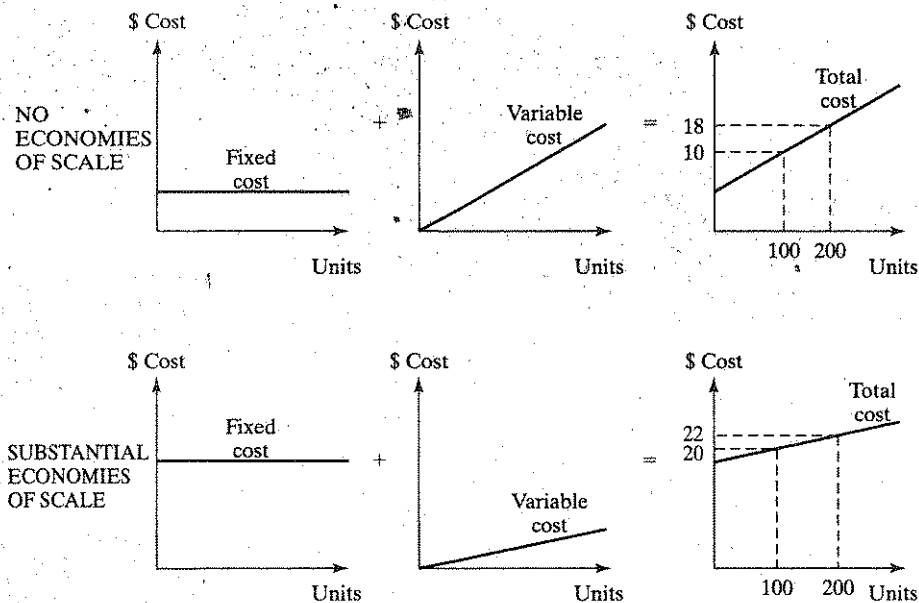 $ Cost
$ Cost
$ Cost
NO
ECONOMIES
OF SCALE
Fixed
cost
+
Variable
cost
=
Total
cost
18
10
100 200
Units
Units
Units
$ Cost
$ Cost
$ Cost
SUBSTANTIAL
ECONOMIES
OF SCALE
Fixed
cost
+
Variable
cost
=
Total
cost
22
20
100 200
Units
Units
Units